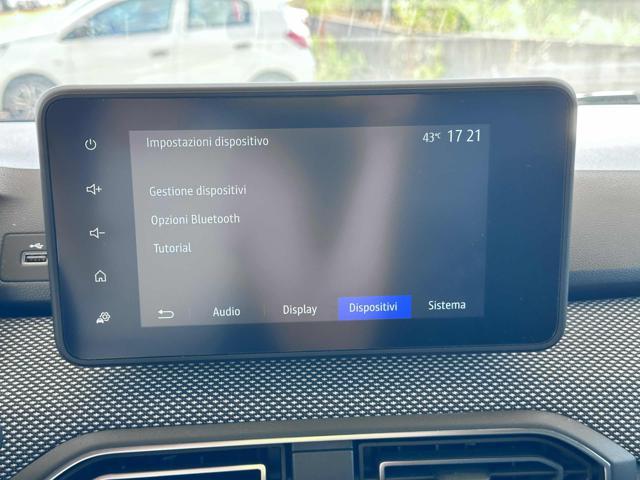 Impostazioni dispositivo
43°C 17 21
Gestione dispositivi
Opzioni Bluetooth
Tutorial
Audio
Display
Dispositivi
Sistema